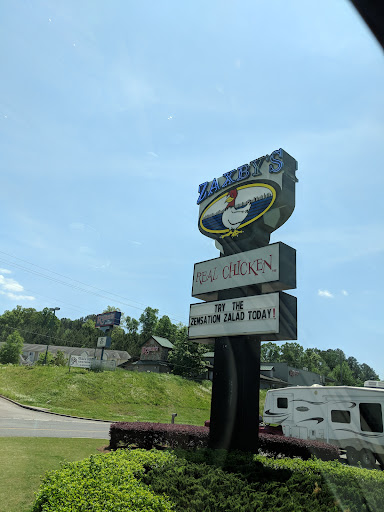 ZAXBY'S
REAL CHICKEN
TRY THE
ZENSATION ZALAD TODAY!